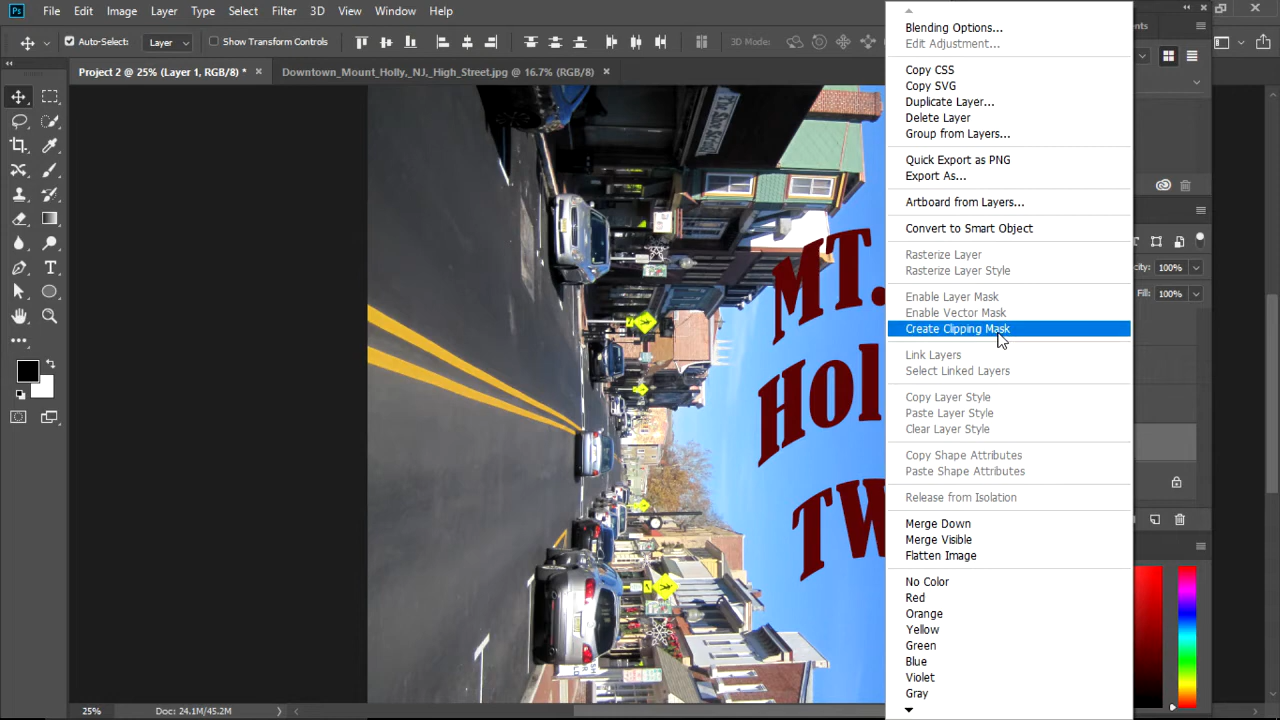 Ps
File Edit Image Layer Type Select Filter 3D View Window Help
Auto-Select: Layer Show Transform Controls 3D Mode:
Project 2 @ 25% (Layer 1, RGB/8) * × Downtown_Mount_Holly,_NJ,_High_Street.jpg @ 16.7% (RGB/8) ×
MT.
HOL
TW
Blending Options...
Edit Adjustment...
Copy CSS
Copy SVG
Duplicate Layer...
Delete Layer
Group from Layers...
Quick Export as PNG
Export As...
Artboard from Layers...
Convert to Smart Object
Rasterize Layer
Rasterize Layer Style
Enable Layer Mask
Enable Vector Mask
Create Clipping Mask
Link Layers
Select Linked Layers
Copy Layer Style
Paste Layer Style
Clear Layer Style
Copy Shape Attributes
Paste Shape Attributes
Release from Isolation
Merge Down
Merge Visible
Flatten Image
No Color
Red
Orange
Yellow
Green
Blue
Violet
Gray
ents
city: 100%
Fill: 100%
25% Doc: 24.1M/45.2M